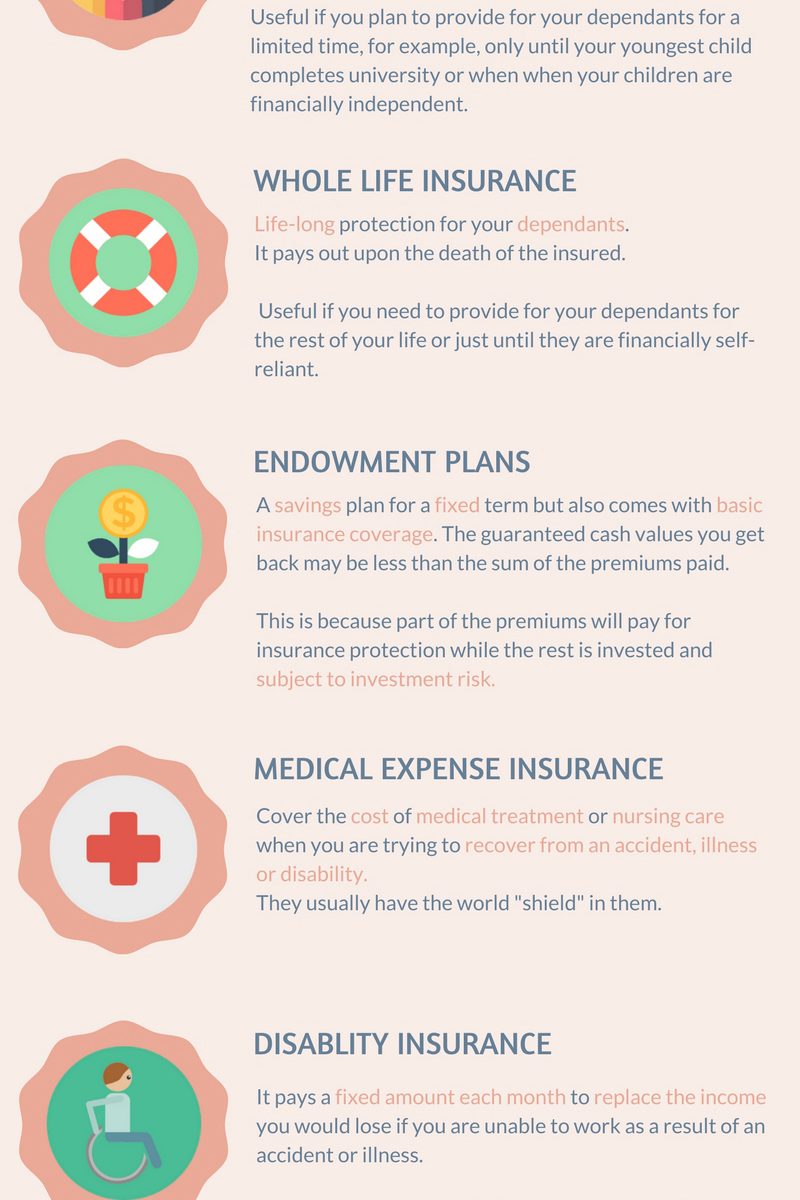 Useful if you plan to provide for your dependants for a
limited time, for example, only until your youngest child
completes university or when when your children are
financially independent.
WHOLE LIFE INSURANCE
Life-long protection for your dependants.
It pays out upon the death of the insured.
Useful if you need to provide for your dependants for
the rest of your life or just until they are financially self-
reliant.
ENDOWMENT PLANS
$
A savings plan for a fixed term but also comes with basic
insurance coverage. The guaranteed cash values you get
back may be less than the sum of the premiums paid.
This is because part of the premiums will pay for
insurance protection while the rest is invested and
subject to investment risk.
MEDICAL EXPENSE INSURANCE
Cover the cost of medical treatment or nursing care
when you are trying to recover from an accident, illness
or disability.
They usually have the world "shield" in them.
DISABLITY INSURANCE
It pays a fixed amount each month to replace the income
you would lose if you are unable to work as a result of an
accident or illness.